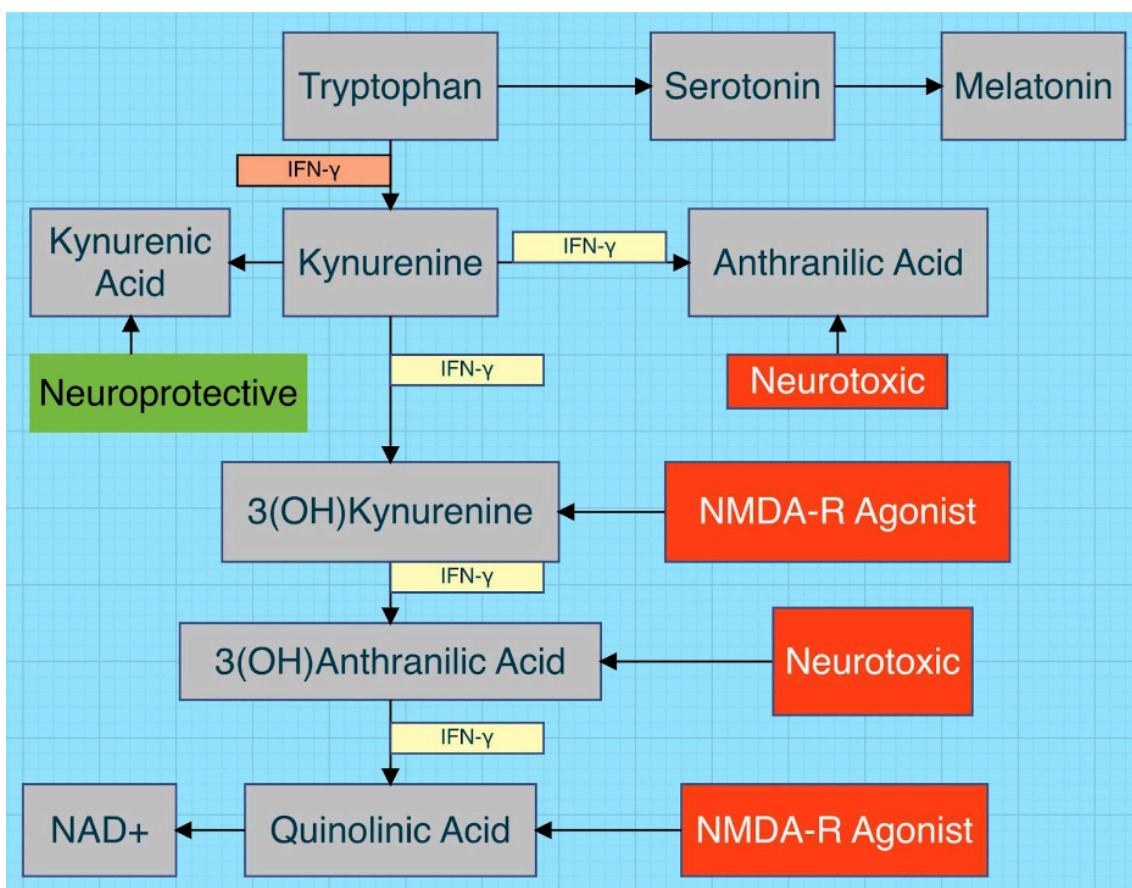 Tryptophan
Serotonin
Melatonin
IFN-γ
Kynurenic
Acid
Kynurenine
IFN-γ
Anthranilic Acid
IFN-γ
Neuroprotective
Neurotoxic
3(OH)Kynurenine
NMDA-R Agonist
IFN-γ
3(OH)Anthranilic Acid
Neurotoxic
IFN-γ
NAD+
Quinolinic Acid
NMDA-R Agonist